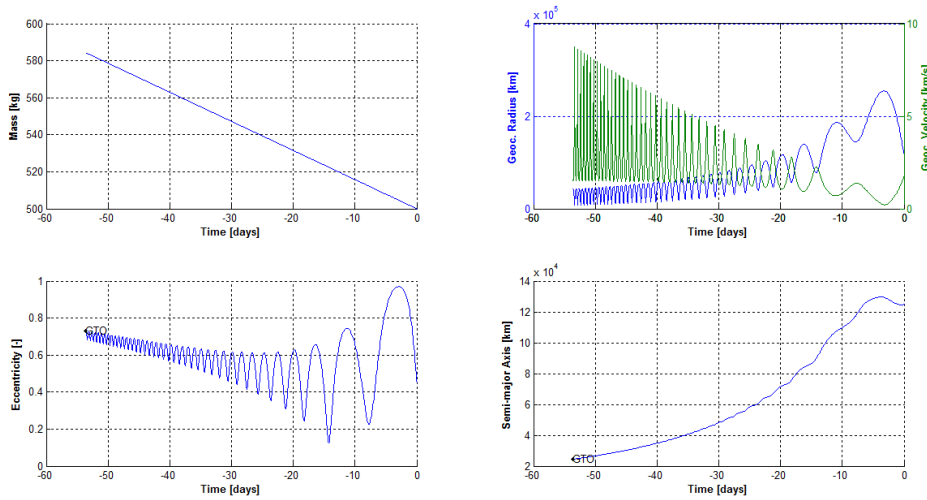 600
580
560
540
520
500
Mass [kg]
-60 -50 -40 -30 -20 -10 0
Time [days]
x 10^5
4
2
0
Geoc. Radius [km]
10
5
0
Geoc. Velocity [km/s]
-60 -50 -40 -30 -20 -10 0
Time [days]
1
0.8
0.6
0.4
0.2
0
Eccentricity [-]
GTO
-60 -50 -40 -30 -20 -10 0
Time [days]
x 10^4
14
12
10
8
6
4
2
Semi-major Axis [km]
GTO
-60 -50 -40 -30 -20 -10 0
Time [days]